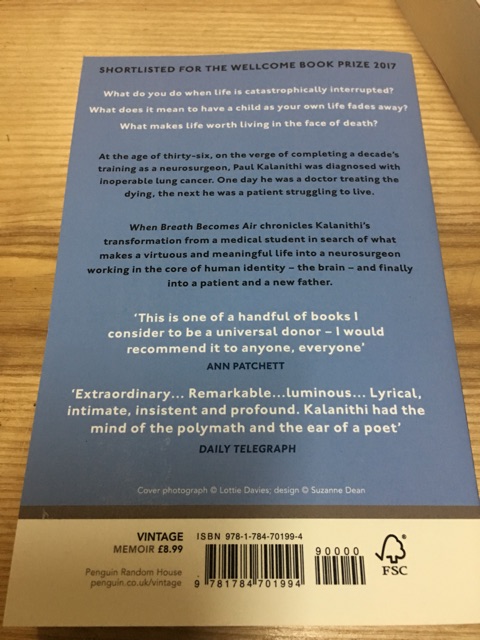 SHORTLISTED FOR THE WELLCOME BOOK PRIZE 2017
What do you do when life is catastrophically interrupted?
What does it mean to have a child as your own life fades away?
What makes life worth living in the face of death?
At the age of thirty-six, on the verge of completing a decade's
training as a neurosurgeon, Paul Kalanithi was diagnosed with
inoperable lung cancer. One day he was a doctor treating the
dying, the next he was a patient struggling to live.
When Breath Becomes Air chronicles Kalanithi's
transformation from a medical student in search of what
makes a virtuous and meaningful life into a neurosurgeon
working in the core of human identity – the brain – and finally
into a patient and a new father.
'This is one of a handful of books I
consider to be a universal donor – I would
recommend it to anyone, everyone'
ANN PATCHETT
'Extraordinary... Remarkable...luminous... Lyrical,
intimate, insistent and profound. Kalanithi had the
mind of the polymath and the ear of a poet'
DAILY TELEGRAPH
Cover photograph © Lottie Davies; design © Suzanne Dean
VINTAGE
MEMOIR £8.99
Penguin Random House
penguin.co.uk/vintage
ISBN 978-1-784-70199-4
90000
9 781784 701994
FSC